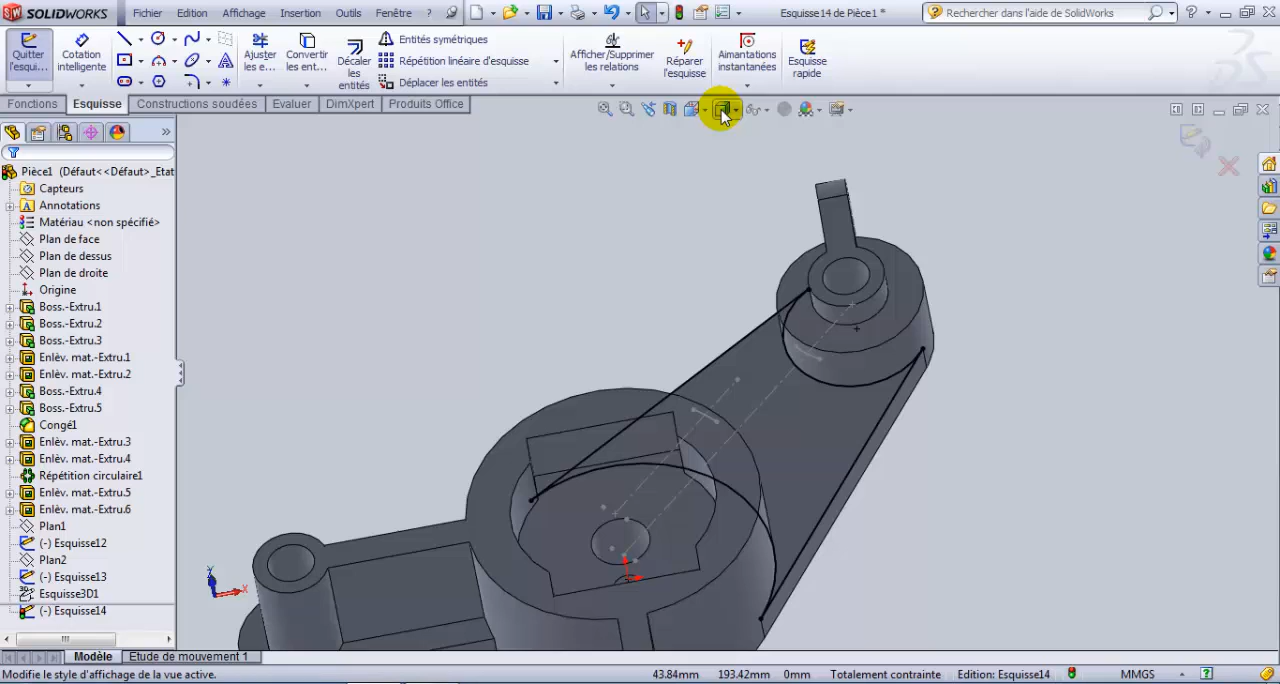 SOLIDWORKS Fichier Edition Affichage Insertion Outils Fenêtre ? Esquisse14 de Pièce1 * Rechercher dans l'aide de SolidWorks
Quitter l'esqui...
Cotation intelligente
Ajuster les e...
Convertir les ent...
Décaler les entités
Entités symétriques
Répétition linéaire d'esquisse
Déplacer les entités
Afficher/Supprimer les relations
Réparer l'esquisse
Aimantations instantanées
Esquisse rapide
Fonctions Esquisse Constructions soudées Evaluer DimXpert Produits Office
Pièce1 (Défaut<<Défaut>_Etat
Capteurs
Annotations
Matériau <non spécifié>
Plan de face
Plan de dessus
Plan de droite
Origine
Boss.-Extru.1
Boss.-Extru.2
Boss.-Extru.3
Enlèv. mat.-Extru.1
Enlèv. mat.-Extru.2
Boss.-Extru.4
Boss.-Extru.5
Congé1
Enlèv. mat.-Extru.3
Enlèv. mat.-Extru.4
Répétition circulaire1
Enlèv. mat.-Extru.5
Enlèv. mat.-Extru.6
Plan1
(-) Esquisse12
Plan2
(-) Esquisse13
Esquisse3D1
(-) Esquisse14
Modèle Etude de mouvement 1
Modifie le style d'affichage de la vue active. 43.84mm 193.42mm 0mm Totalement contrainte Edition: Esquisse14 MMGS